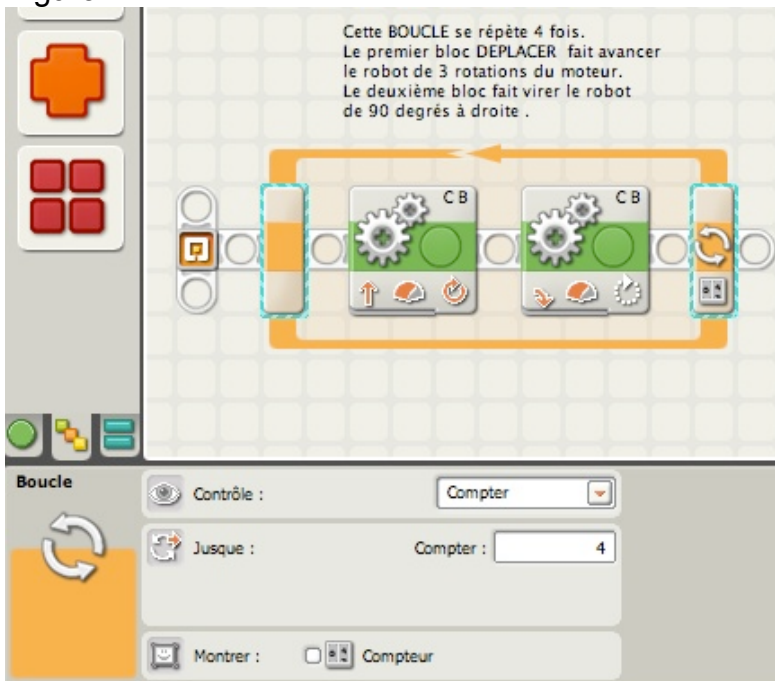 Cette BOUCLE se répète 4 fois.
Le premier bloc DEPLACER fait avancer
le robot de 3 rotations du moteur.
Le deuxième bloc fait virer le robot
de 90 degrés à droite .
C B
C B
Boucle
Contrôle :
Compter
Jusque :
Compter :
4
Montrer :
Compteur